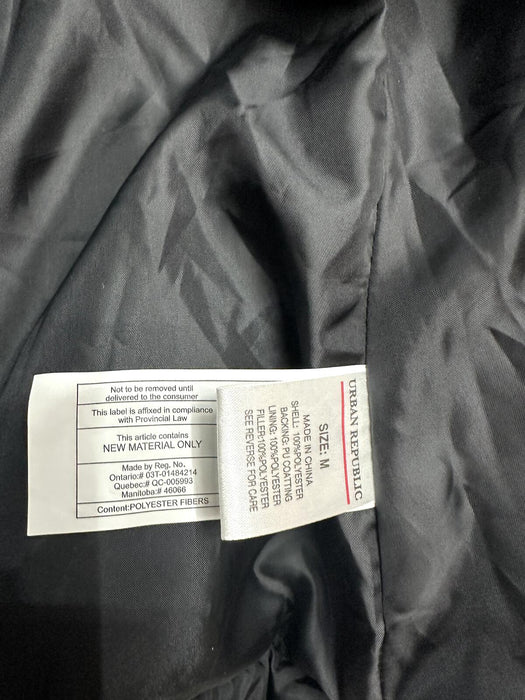 Not to be removed until
delivered to the consumer
This label is affixed in compliance
with Provincial Law
This article contains
NEW MATERIAL ONLY
Made by Reg. No.
Ontario:# 03T-01484214
Quebec:# QC-005993
Manitoba:# 46066
Content:POLYESTER FIBERS
URBAN REPUBLIC
SIZE: M
MADE IN CHINA
SHELL: 100%POLYESTER
BACKING: PU COATTING
LINING: 100%POLYESTER
FILLER:100%POLYESTER
SEE REVERSE FOR CARE